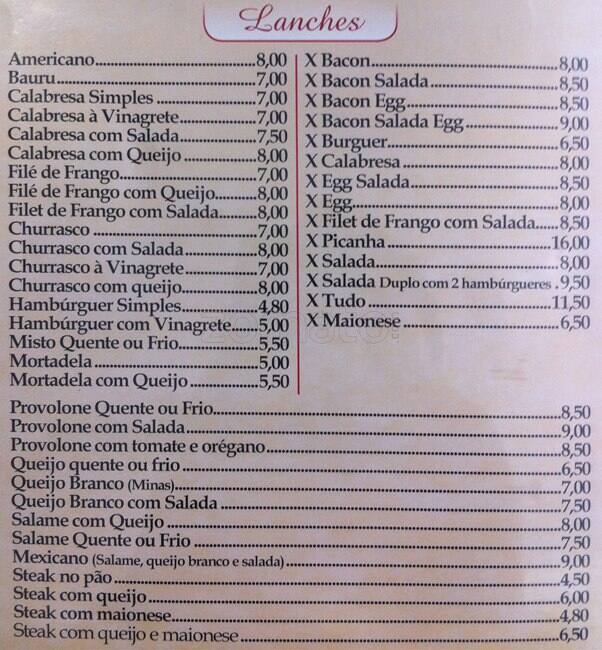 Lanches
Americano..............................8,00
Bauru.......................................7,00
Calabresa Simples ..................7,00
Calabresa à Vinagrete.............7,00
Calabresa com Salada.............7,50
Calabresa com Queijo.............8,00
Filé de Frango.........................7,00
Filé de Frango com Queijo.........8,00
Filet de Frango com Salada........8,00
Churrasco ..............................7,00
Churrasco com Salada............8,00
Churrasco à Vinagrete............7,00
Churrasco com queijo.............8,00
Hambúrguer Simples..............4,80
Hambúrguer com Vinagrete......5,00
Misto Quente ou Frio..............5,50
Mortadela ..............................5,00
Mortadela com Queijo ............5,50
X Bacon...................................8,00
X Bacon Salada.......................8,50
X Bacon Egg...........................8,50
X Bacon Salada Egg................9,00
X Burguer...............................6,50
X Calabresa ............................8,00
X Egg Salada..........................8,50
X Egg......................................8,00
X Filet de Frango com Salada......8,50
X Picanha ..............................16,00
X Salada..................................8,00
X Salada Duplo com 2 hambúrgueres .9,50
X Tudo ...................................11,50
X Maionese ............................6,50
Provolone Quente ou Frio..............................8,50
Provolone com Salada....................................9,00
Provolone com tomate e orégano....................8,50
Queijo quente ou frio .....................................6,50
Queijo Branco (Minas).....................................7,00
Queijo Branco com Salada .............................7,50
Salame com Queijo ........................................8,00
Salame Quente ou Frio...................................7,50
Mexicano (Salame, queijo branco e salada)........9,00
Steak no pão ..................................................4,50
Steak com queijo............................................6,00
Steak com maionese.......................................4,80
Steak com queijo e maionese .........................6,50